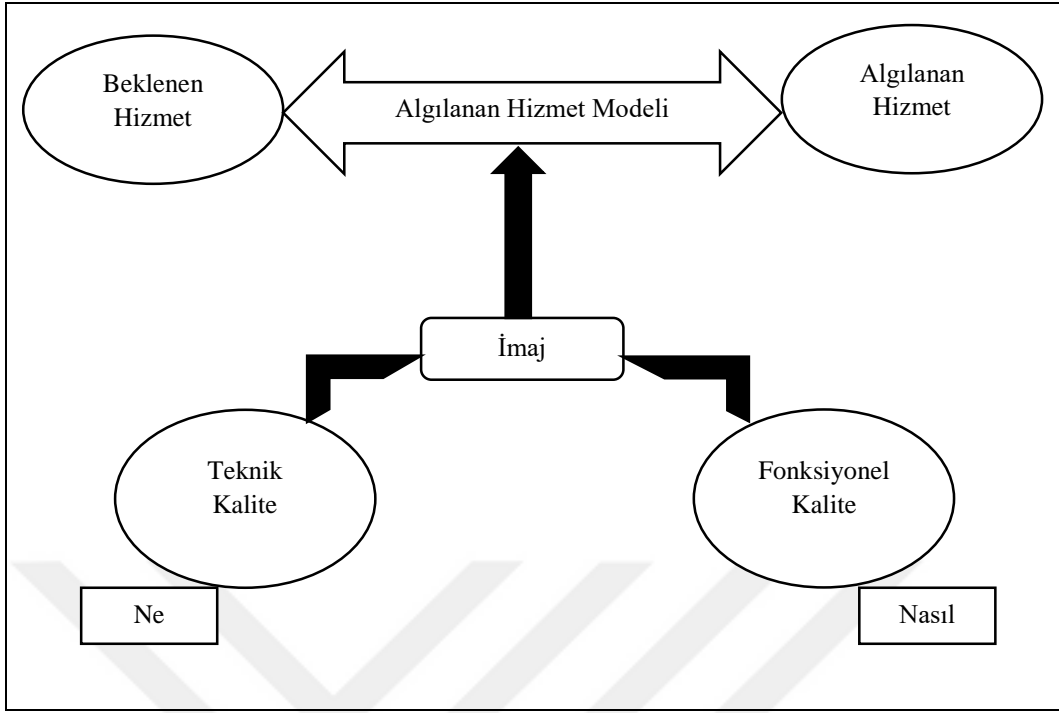 Beklenen
Hizmet
Algılanan Hizmet Modeli
Algılanan
Hizmet
İmaj
Teknik
Kalite
Fonksiyonel
Kalite
Ne
Nasıl